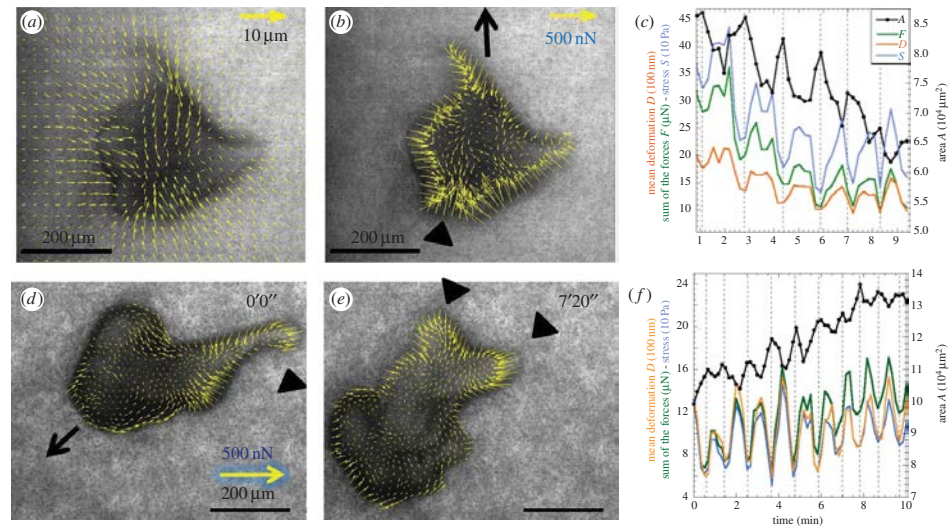 (a)
10 μm
200 μm
(b)
500 nN
200 μm
(c)
A
F
D
S
mean deformation D (100 nm)
sum of the forces F (μN) - stress S (10 Pa)
45
40
35
30
25
20
15
10
8.5
8.0
7.5
7.0
6.5
6.0
5.5
5.0
area A (10⁴ μm²)
1 2 3 4 5 6 7 8 9
(d)
0′0″
500 nN
200 μm
(e)
7′20″
(f)
mean deformation D (100 nm)
sum of the forces (μN) - stress (10 Pa)
24
20
16
12
8
4
14
13
12
11
10
9
8
7
area A (10⁴ μm²)
0 2 4 6 8 10
time (min)